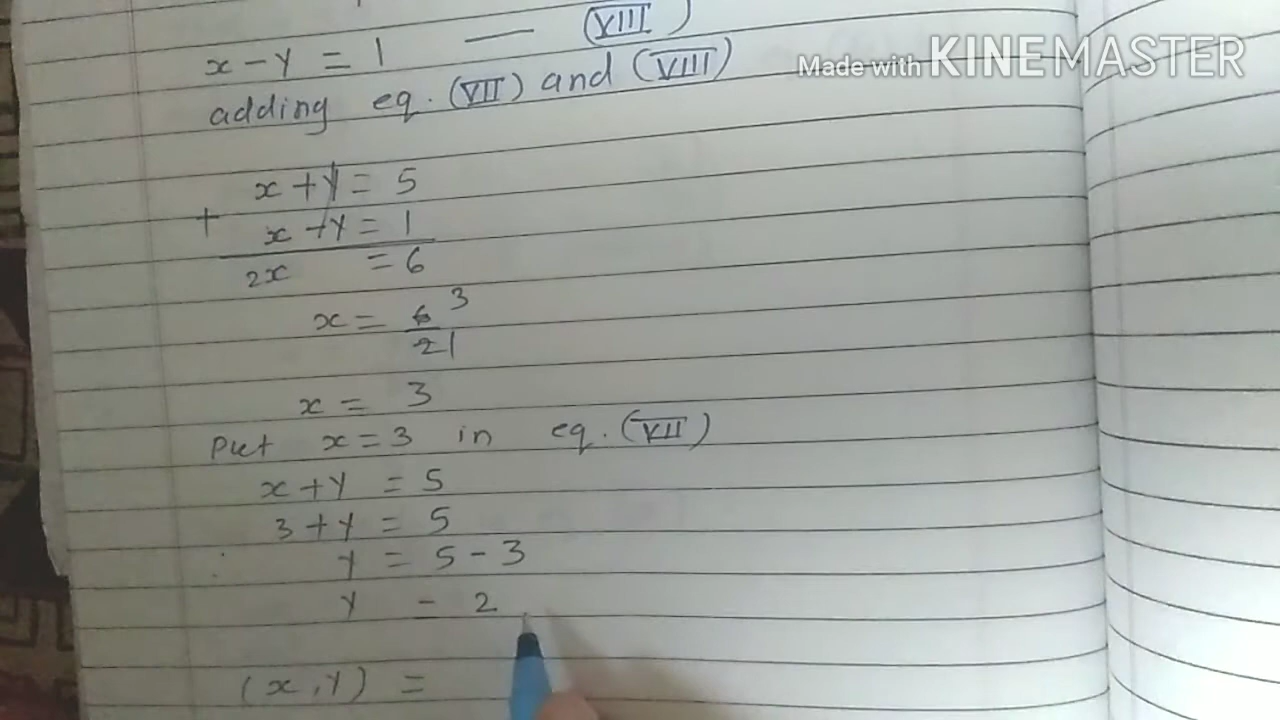 x - y = 1 — (VIII)
Made with KINEMASTER
adding eq. (VII) and (VIII)
x + y = 5
+ x - y = 1
2x = 6
x = 6/2 3 1
x = 3
Put x = 3 in eq. (VII)
x + y = 5
3 + y = 5
y = 5 - 3
y = 2
(x, y) =